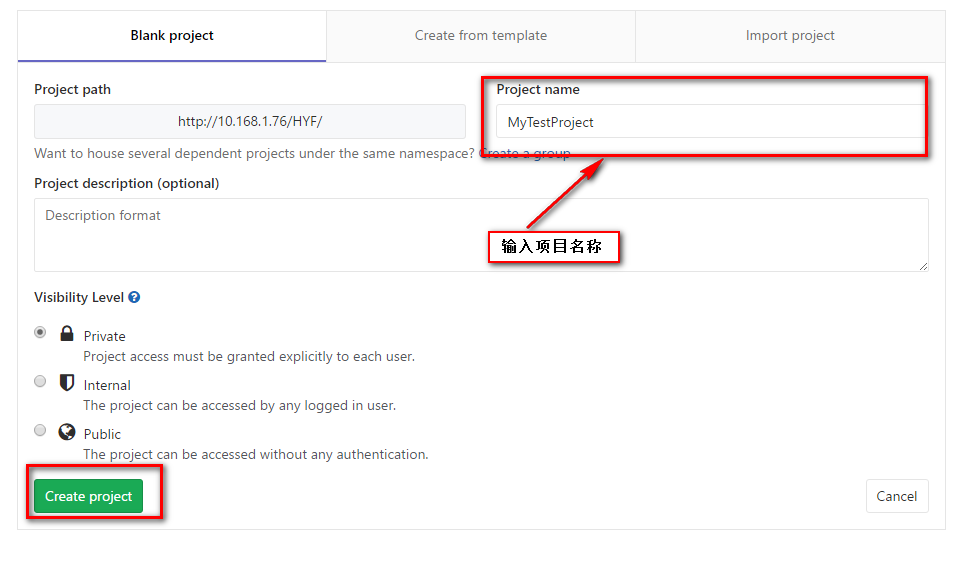 Blank project
Create from template
Import project
Project path
Project name
http://10.168.1.76/HYF/
MyTestProject
Want to house several dependent projects under the same namespace? Create a group
Project description (optional)
Description format
输入项目名称
Visibility Level
Private
Project access must be granted explicitly to each user.
Internal
The project can be accessed by any logged in user.
Public
The project can be accessed without any authentication.
Create project
Cancel